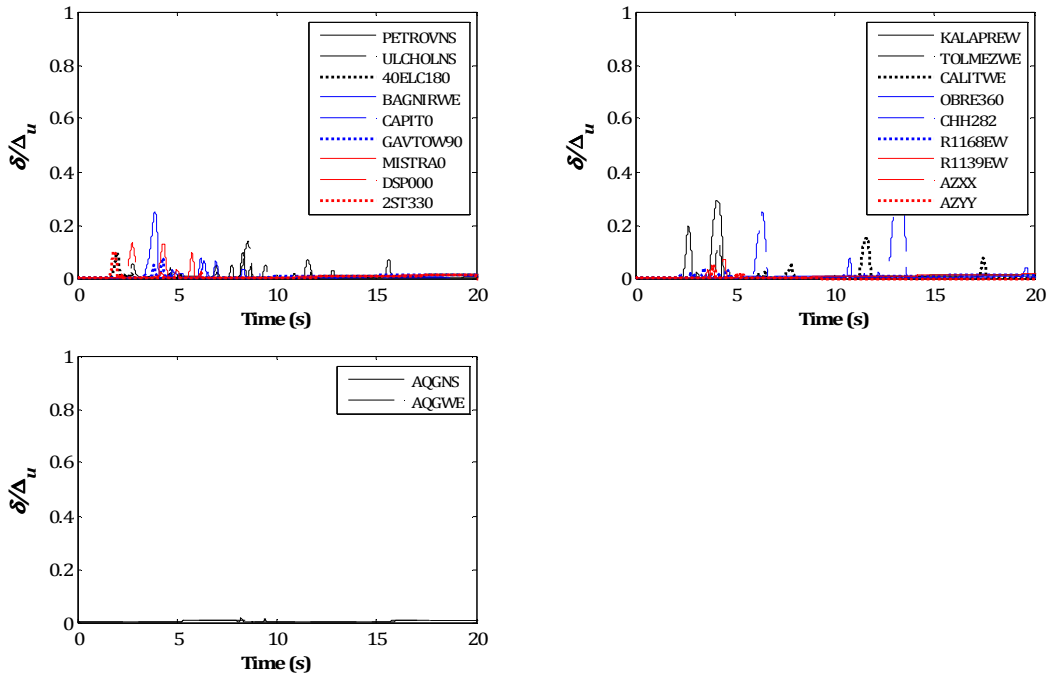 1
0.8
0.6
0.4
0.2
0
δ/Δu
0
5
10
15
20
Time (s)
PETROVNS
ULCHOLNS
40ELC180
BAGNIRWE
CAPIT0
GAVTOW90
MISTRA0
DSP000
2ST330
1
0.8
0.6
0.4
0.2
0
δ/Δu
0
5
10
15
20
Time (s)
KALAPREW
TOLMEZWE
CALITWE
OBRE360
CHH282
R1168EW
R1139EW
AZXX
AZYY
1
0.8
0.6
0.4
0.2
0
δ/Δu
0
5
10
15
20
Time (s)
AQGNS
AQGWE